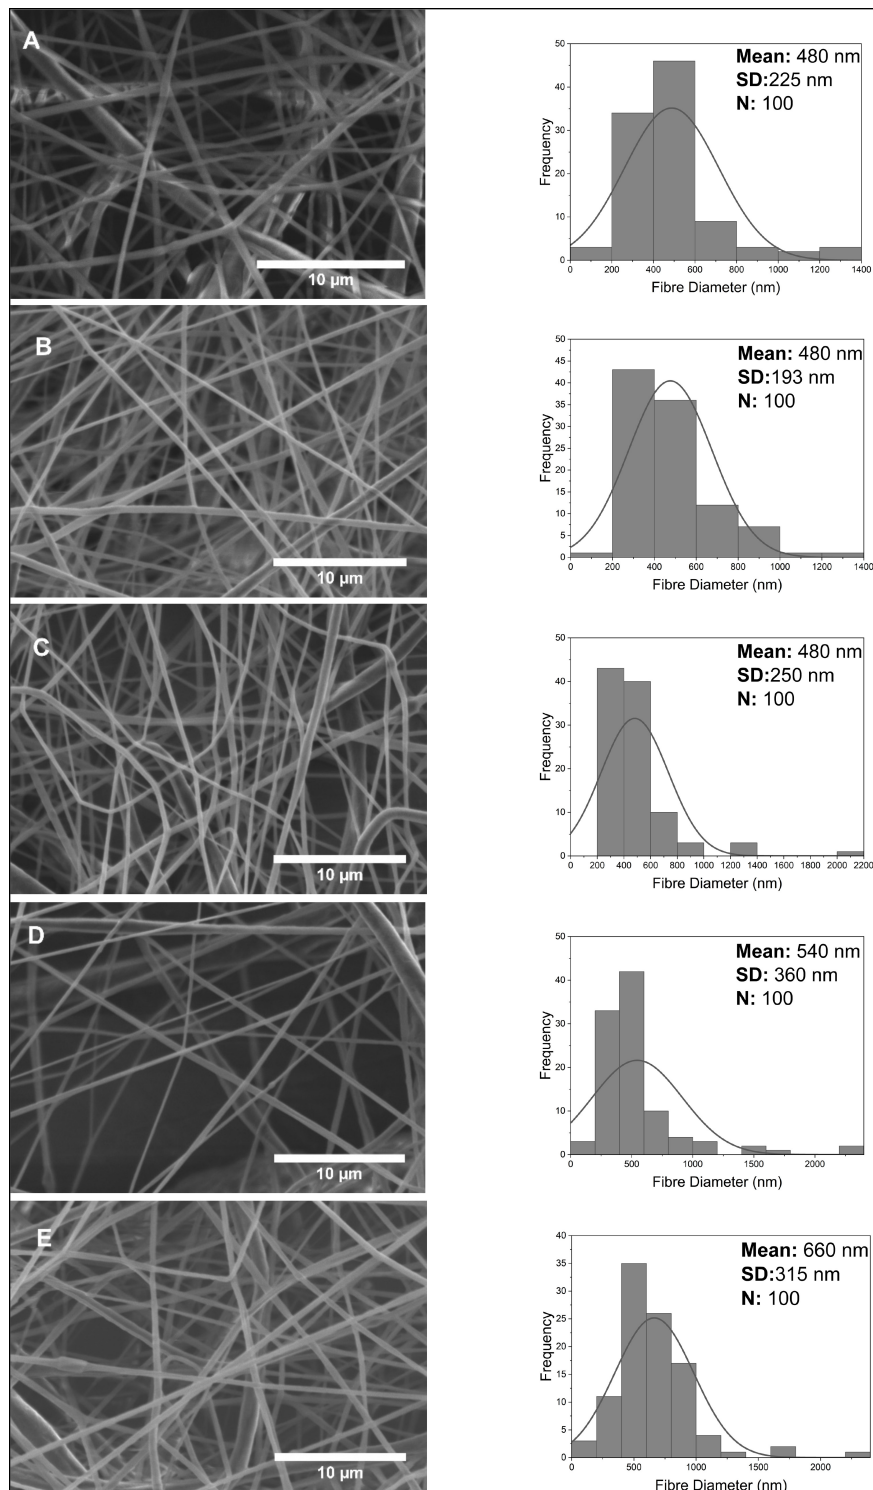 A
10 µm
Mean: 480 nm
SD:225 nm
N: 100
Frequency
50
40
30
20
10
0
0 200 400 600 800 1000 1200 1400
Fibre Diameter (nm)
B
10 µm
Mean: 480 nm
SD:193 nm
N: 100
Frequency
50
45
40
35
30
25
20
15
10
5
0
0 200 400 600 800 1000 1200 1400
Fibre Diameter (nm)
C
10 µm
Mean: 480 nm
SD:250 nm
N: 100
Frequency
50
40
30
20
10
0
0 200 400 600 800 1000 1200 1400 1600 1800 2000 2200
Fibre Diameter (nm)
D
10 µm
Mean: 540 nm
SD: 360 nm
N: 100
Frequency
50
40
30
20
10
0
0 500 1000 1500 2000
Fibre Diameter (nm)
E
10 µm
Mean: 660 nm
SD:315 nm
N: 100
Frequency
40
35
30
25
20
15
10
5
0
0 500 1000 1500 2000
Fibre Diameter (nm)